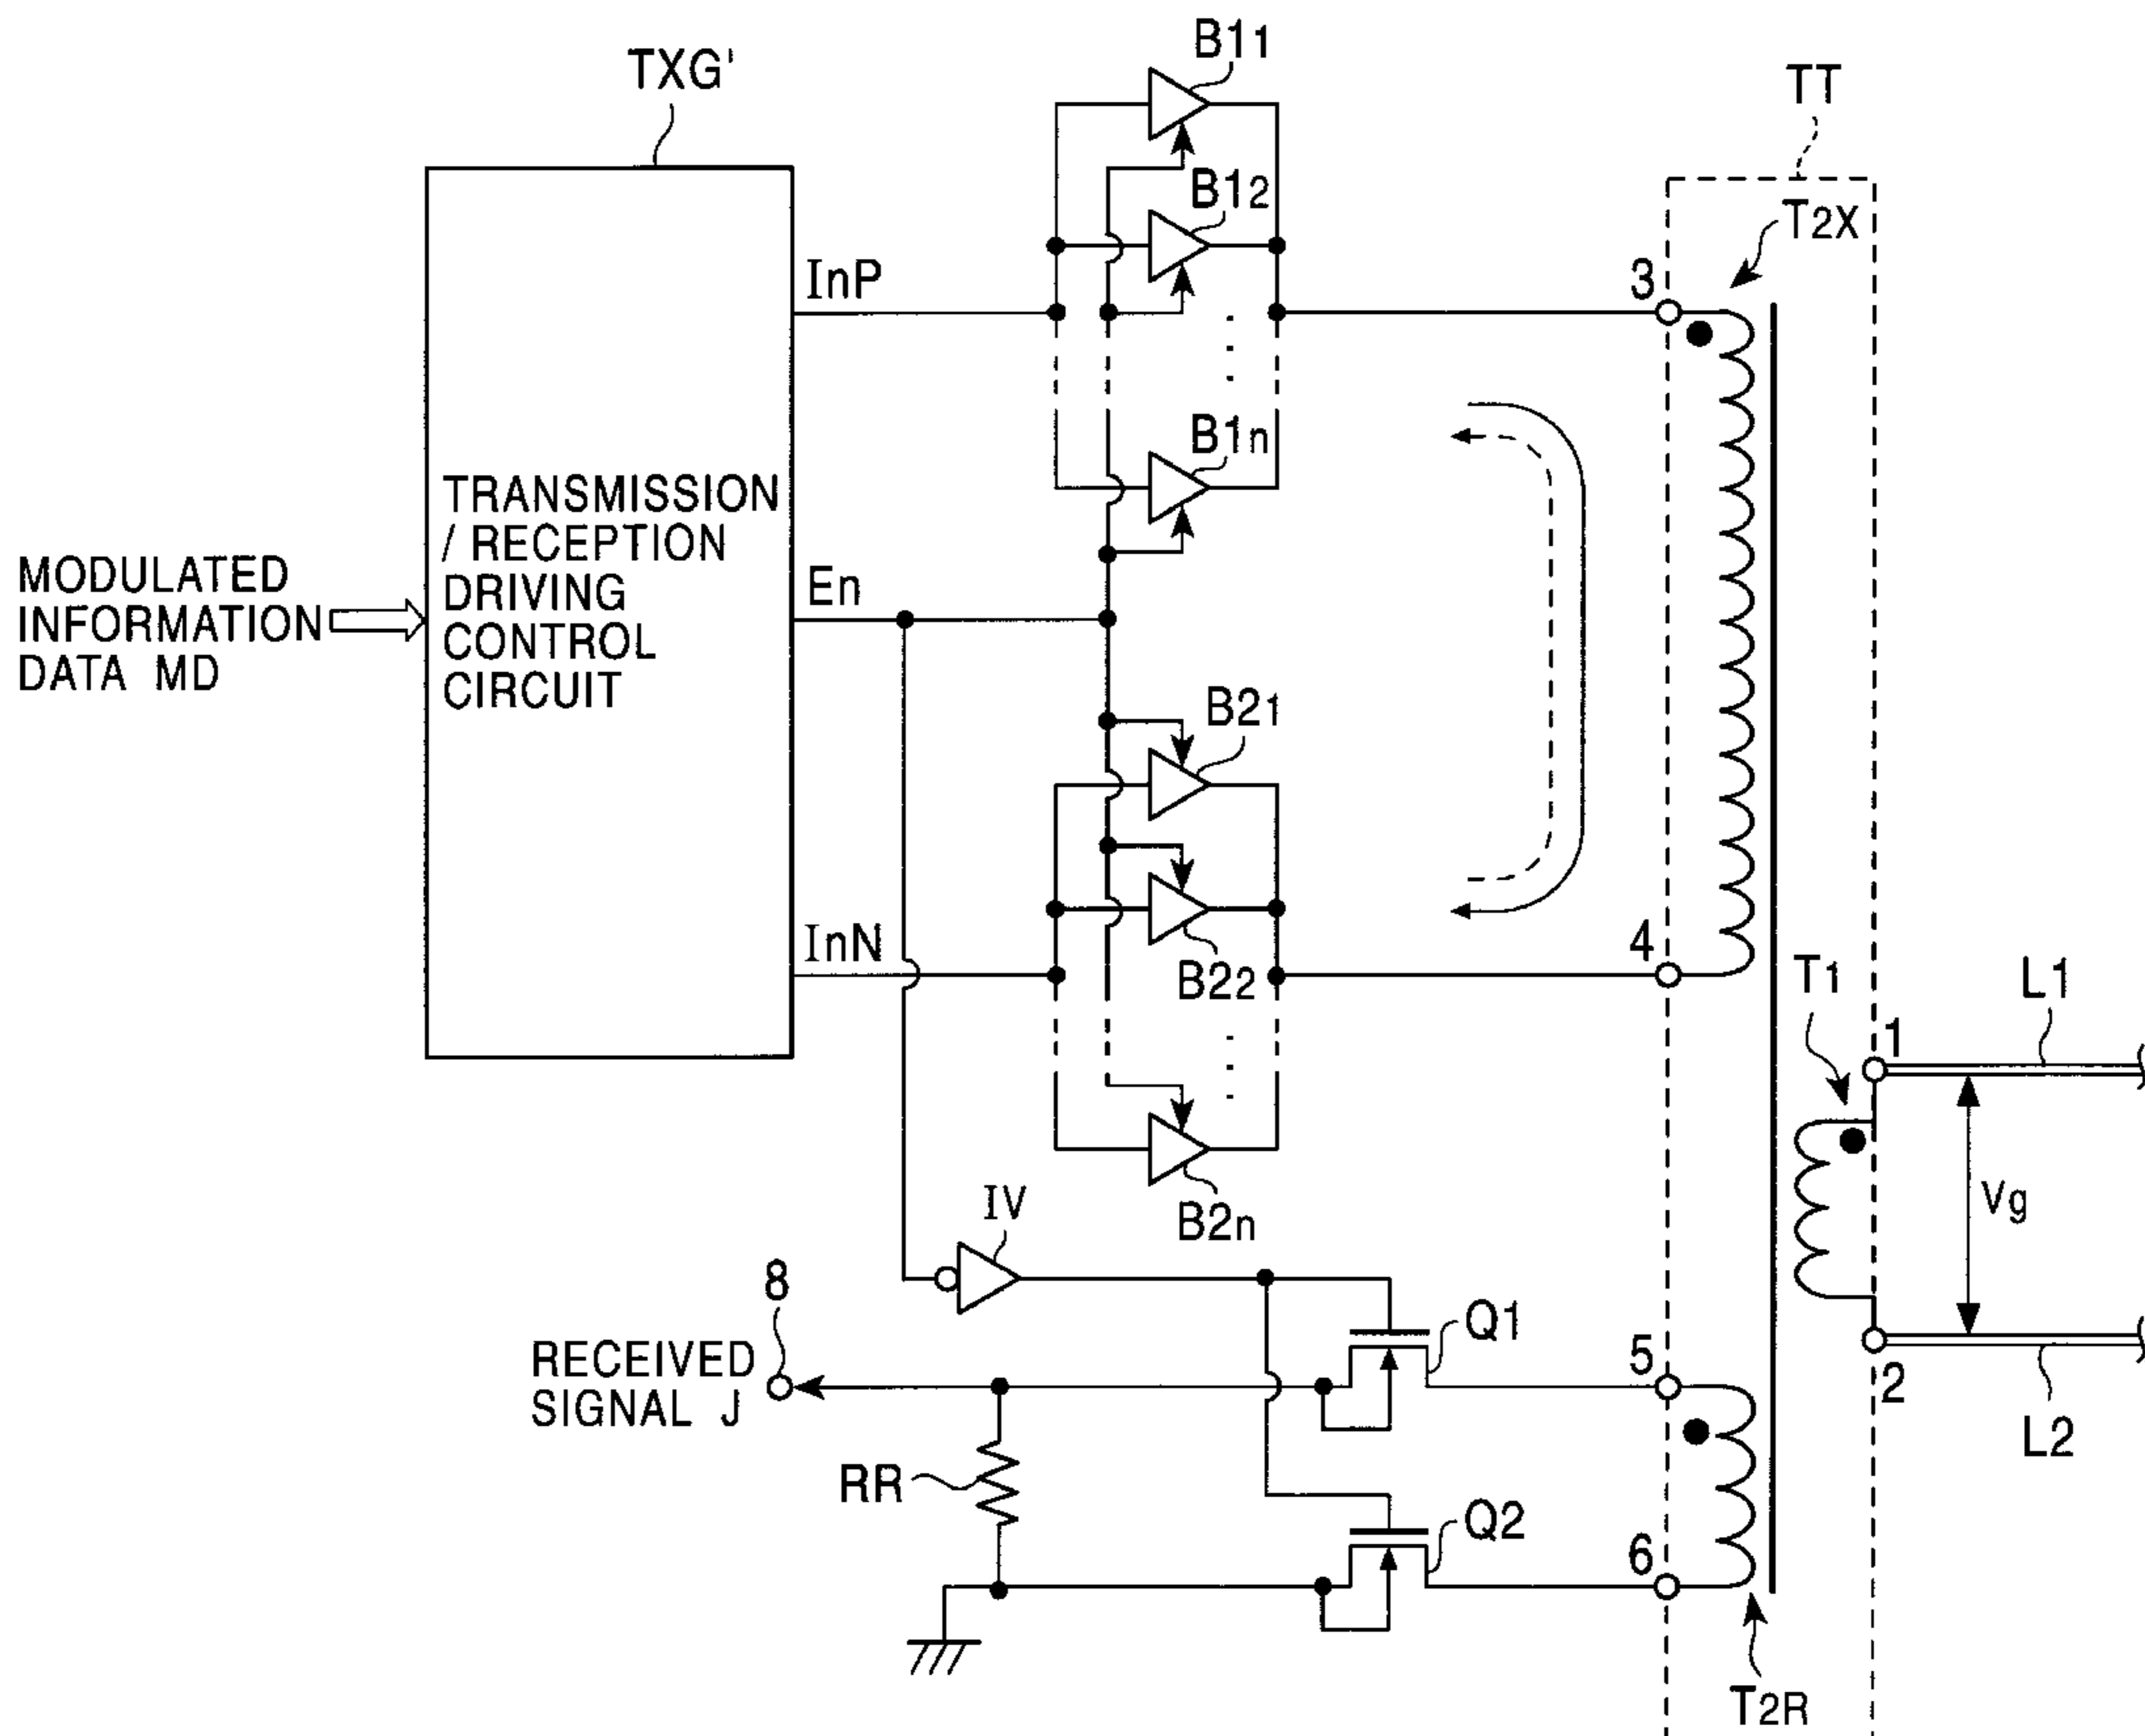 B11
TXG'
TT
B12
T2X
InP
3
B1n
TRANSMISSION
/ RECEPTION
DRIVING
CONTROL
CIRCUIT
MODULATED
INFORMATION
DATA MD
En
B21
InN
4
B22
T1
L1
1
Vg
B2n
IV
8
Q1
RECEIVED
SIGNAL J
5
2
L2
RR
Q2
6
T2R